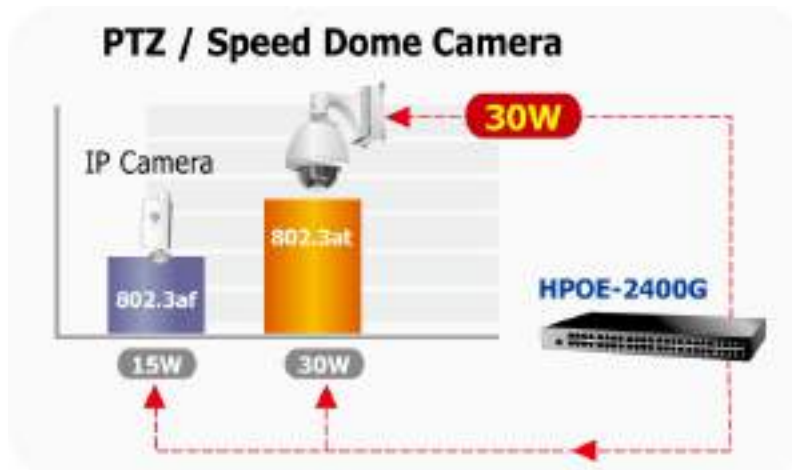 PTZ / Speed Dome Camera
30W
IP Camera
802.3at
802.3af
HPOE-2400G
15W
30W